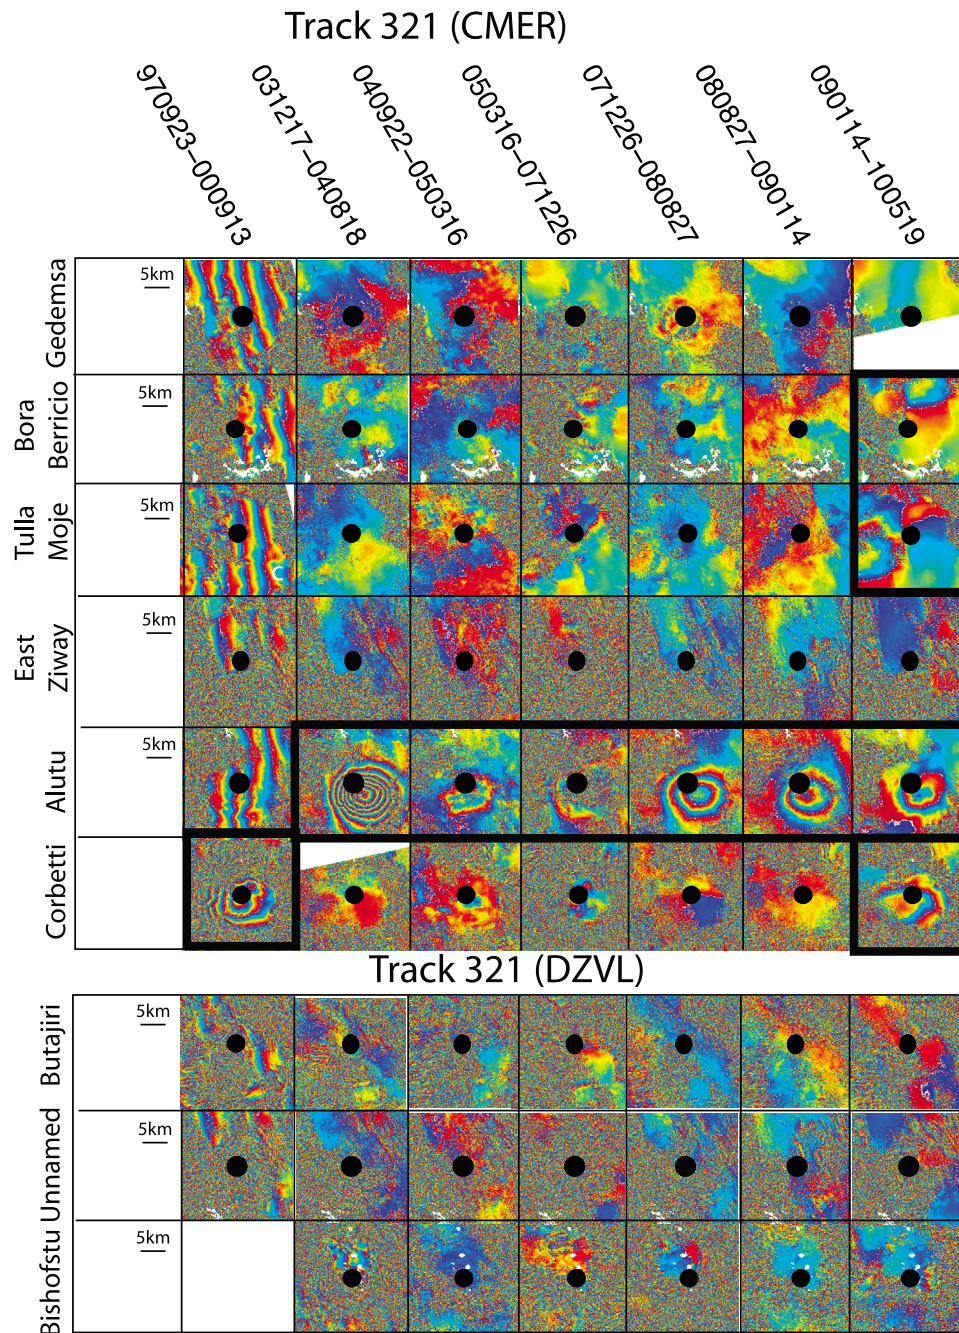 Track 321 (CMER)
970923-000913
031217-040818
040922-050316
050316-071226
071226-080827
080827-090114
090114-100519
Gedemsa
5km
Bora
Berricio
5km
Tulla
Moje
5km
C
East
Ziway
5km
Alutu
5km
Corbetti
Track 321 (DZVL)
Butajiri
5km
Unnamed
5km
Bishofstu
5km